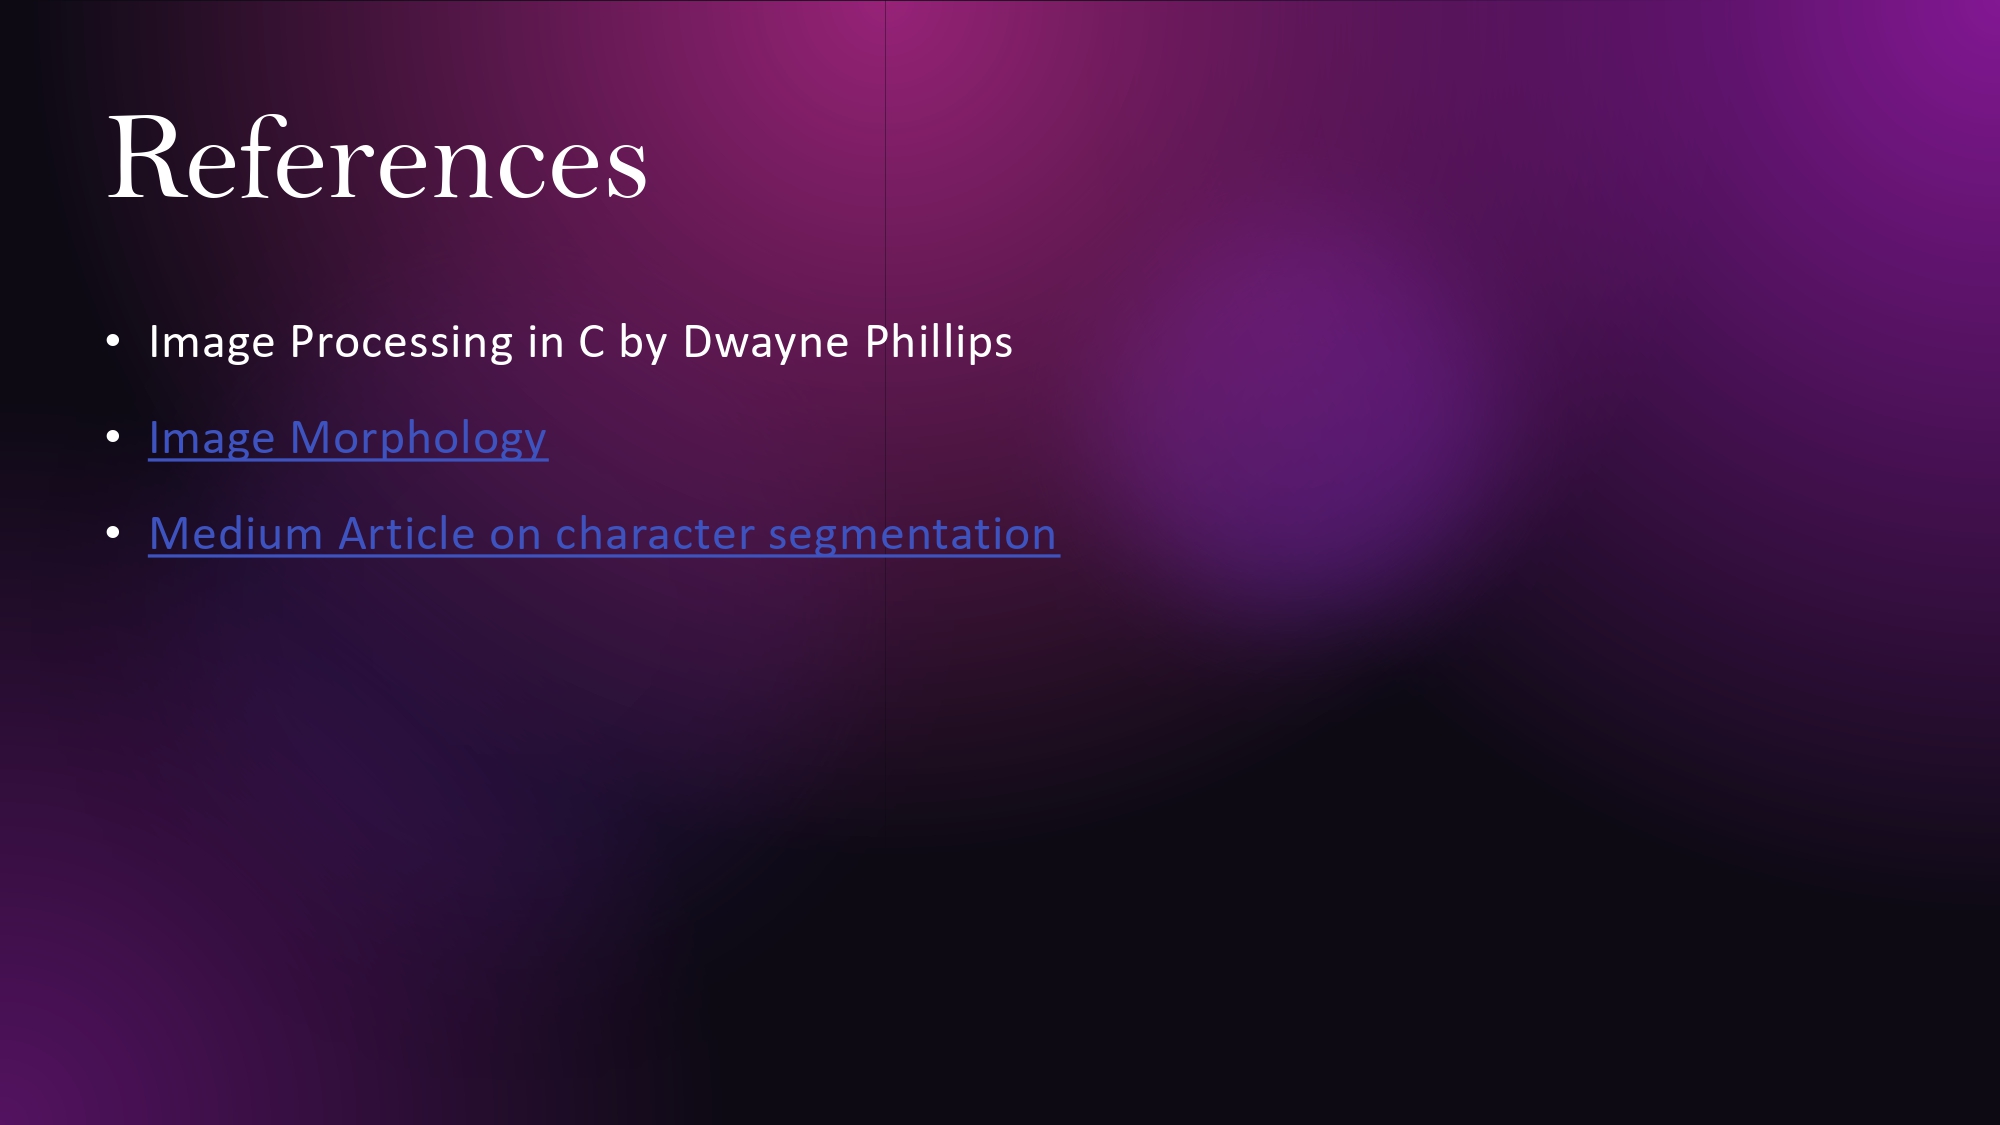 References
• Image Processing in C by Dwayne Phillips
• Image Morphology
• Medium Article on character segmentation